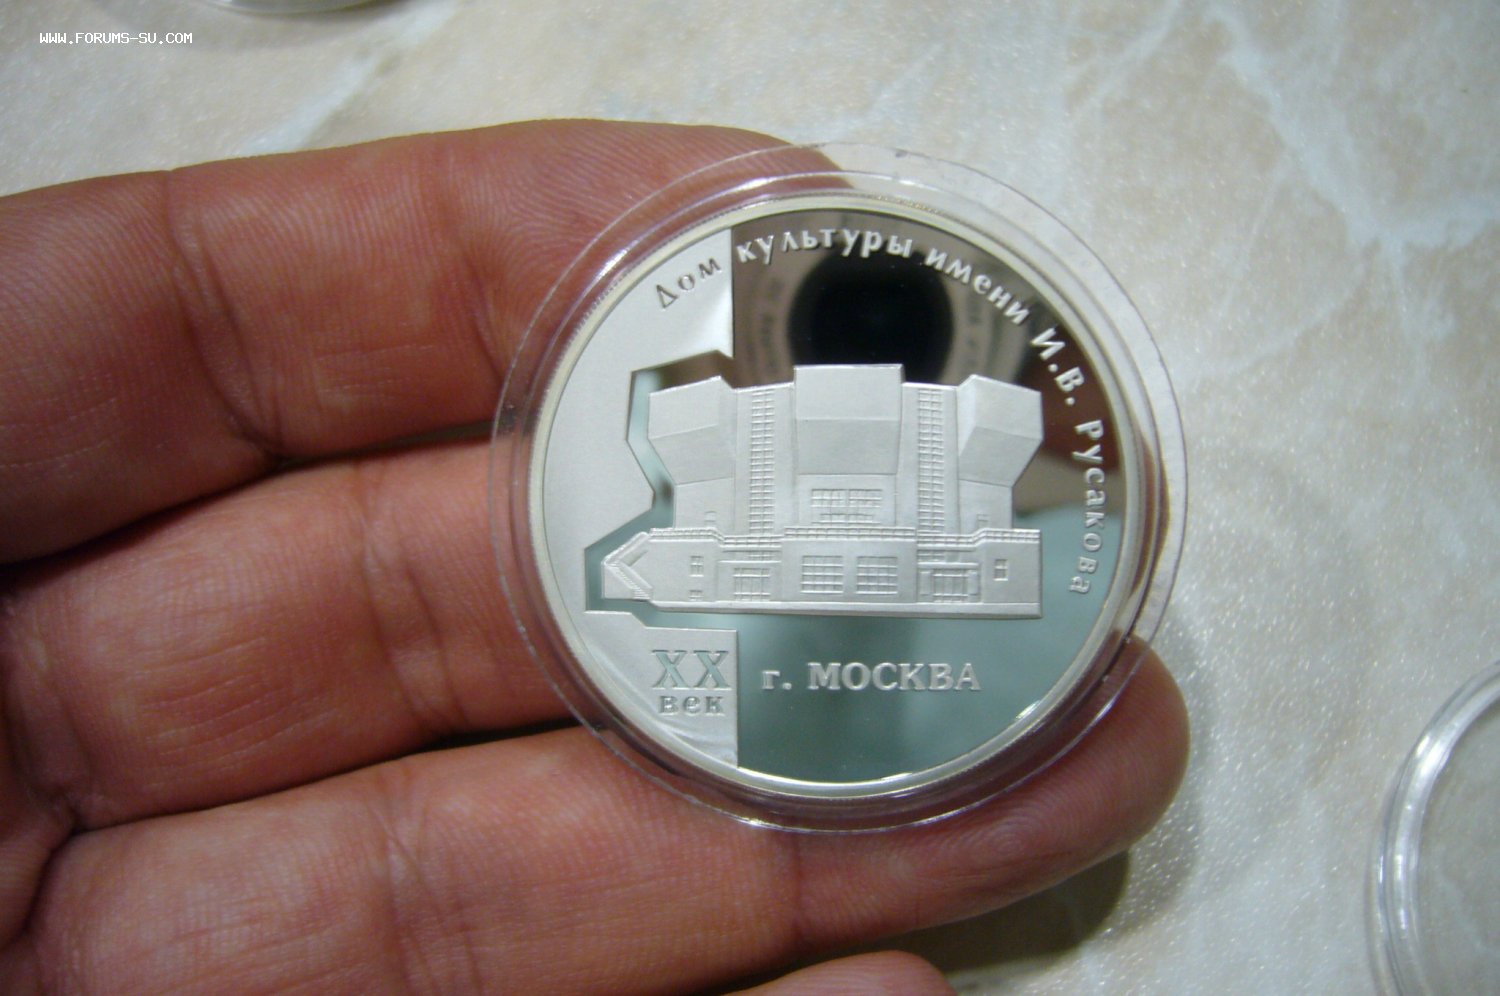 WWW.FORUMS-SU.COM
Дом культуры имени И.В. Русакова
XX
век
г. МОСКВА